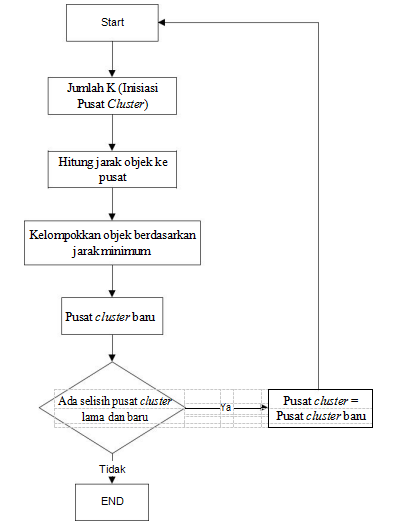 Start
Jumlah K (Inisiasi
Pusat Cluster)
Hitung jarak objek ke
pusat
Kelompokkan objek berdasarkan
jarak minimum
Pusat cluster baru
Ada selisih pusat cluster
lama dan baru
Ya
Pusat cluster =
Pusat cluster baru
Tidak
END